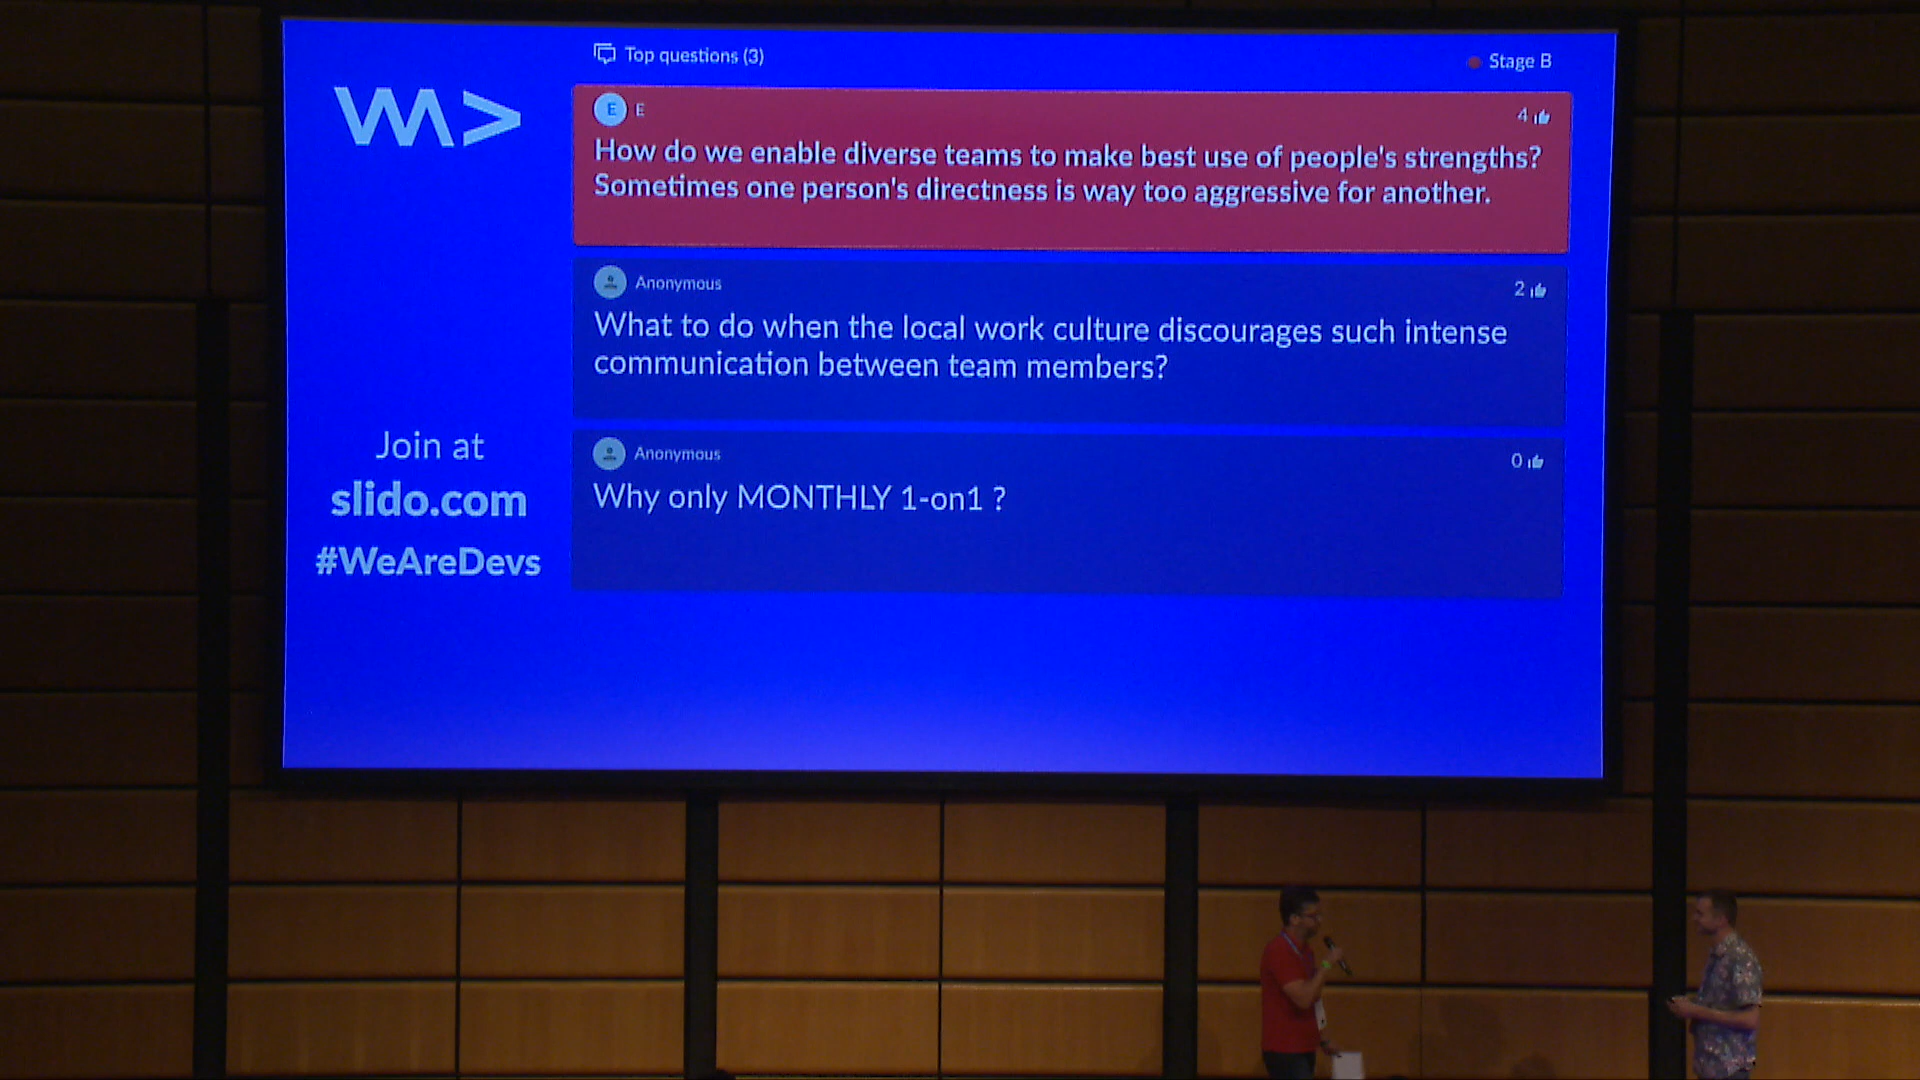 Top questions (3)
Stage B
E E
4
How do we enable diverse teams to make best use of people's strengths?
Sometimes one person's directness is way too aggressive for another.
Anonymous
2
What to do when the local work culture discourages such intense
communication between team members?
Anonymous
0
Why only MONTHLY 1-on1 ?
Join at
slido.com
#WeAreDevs